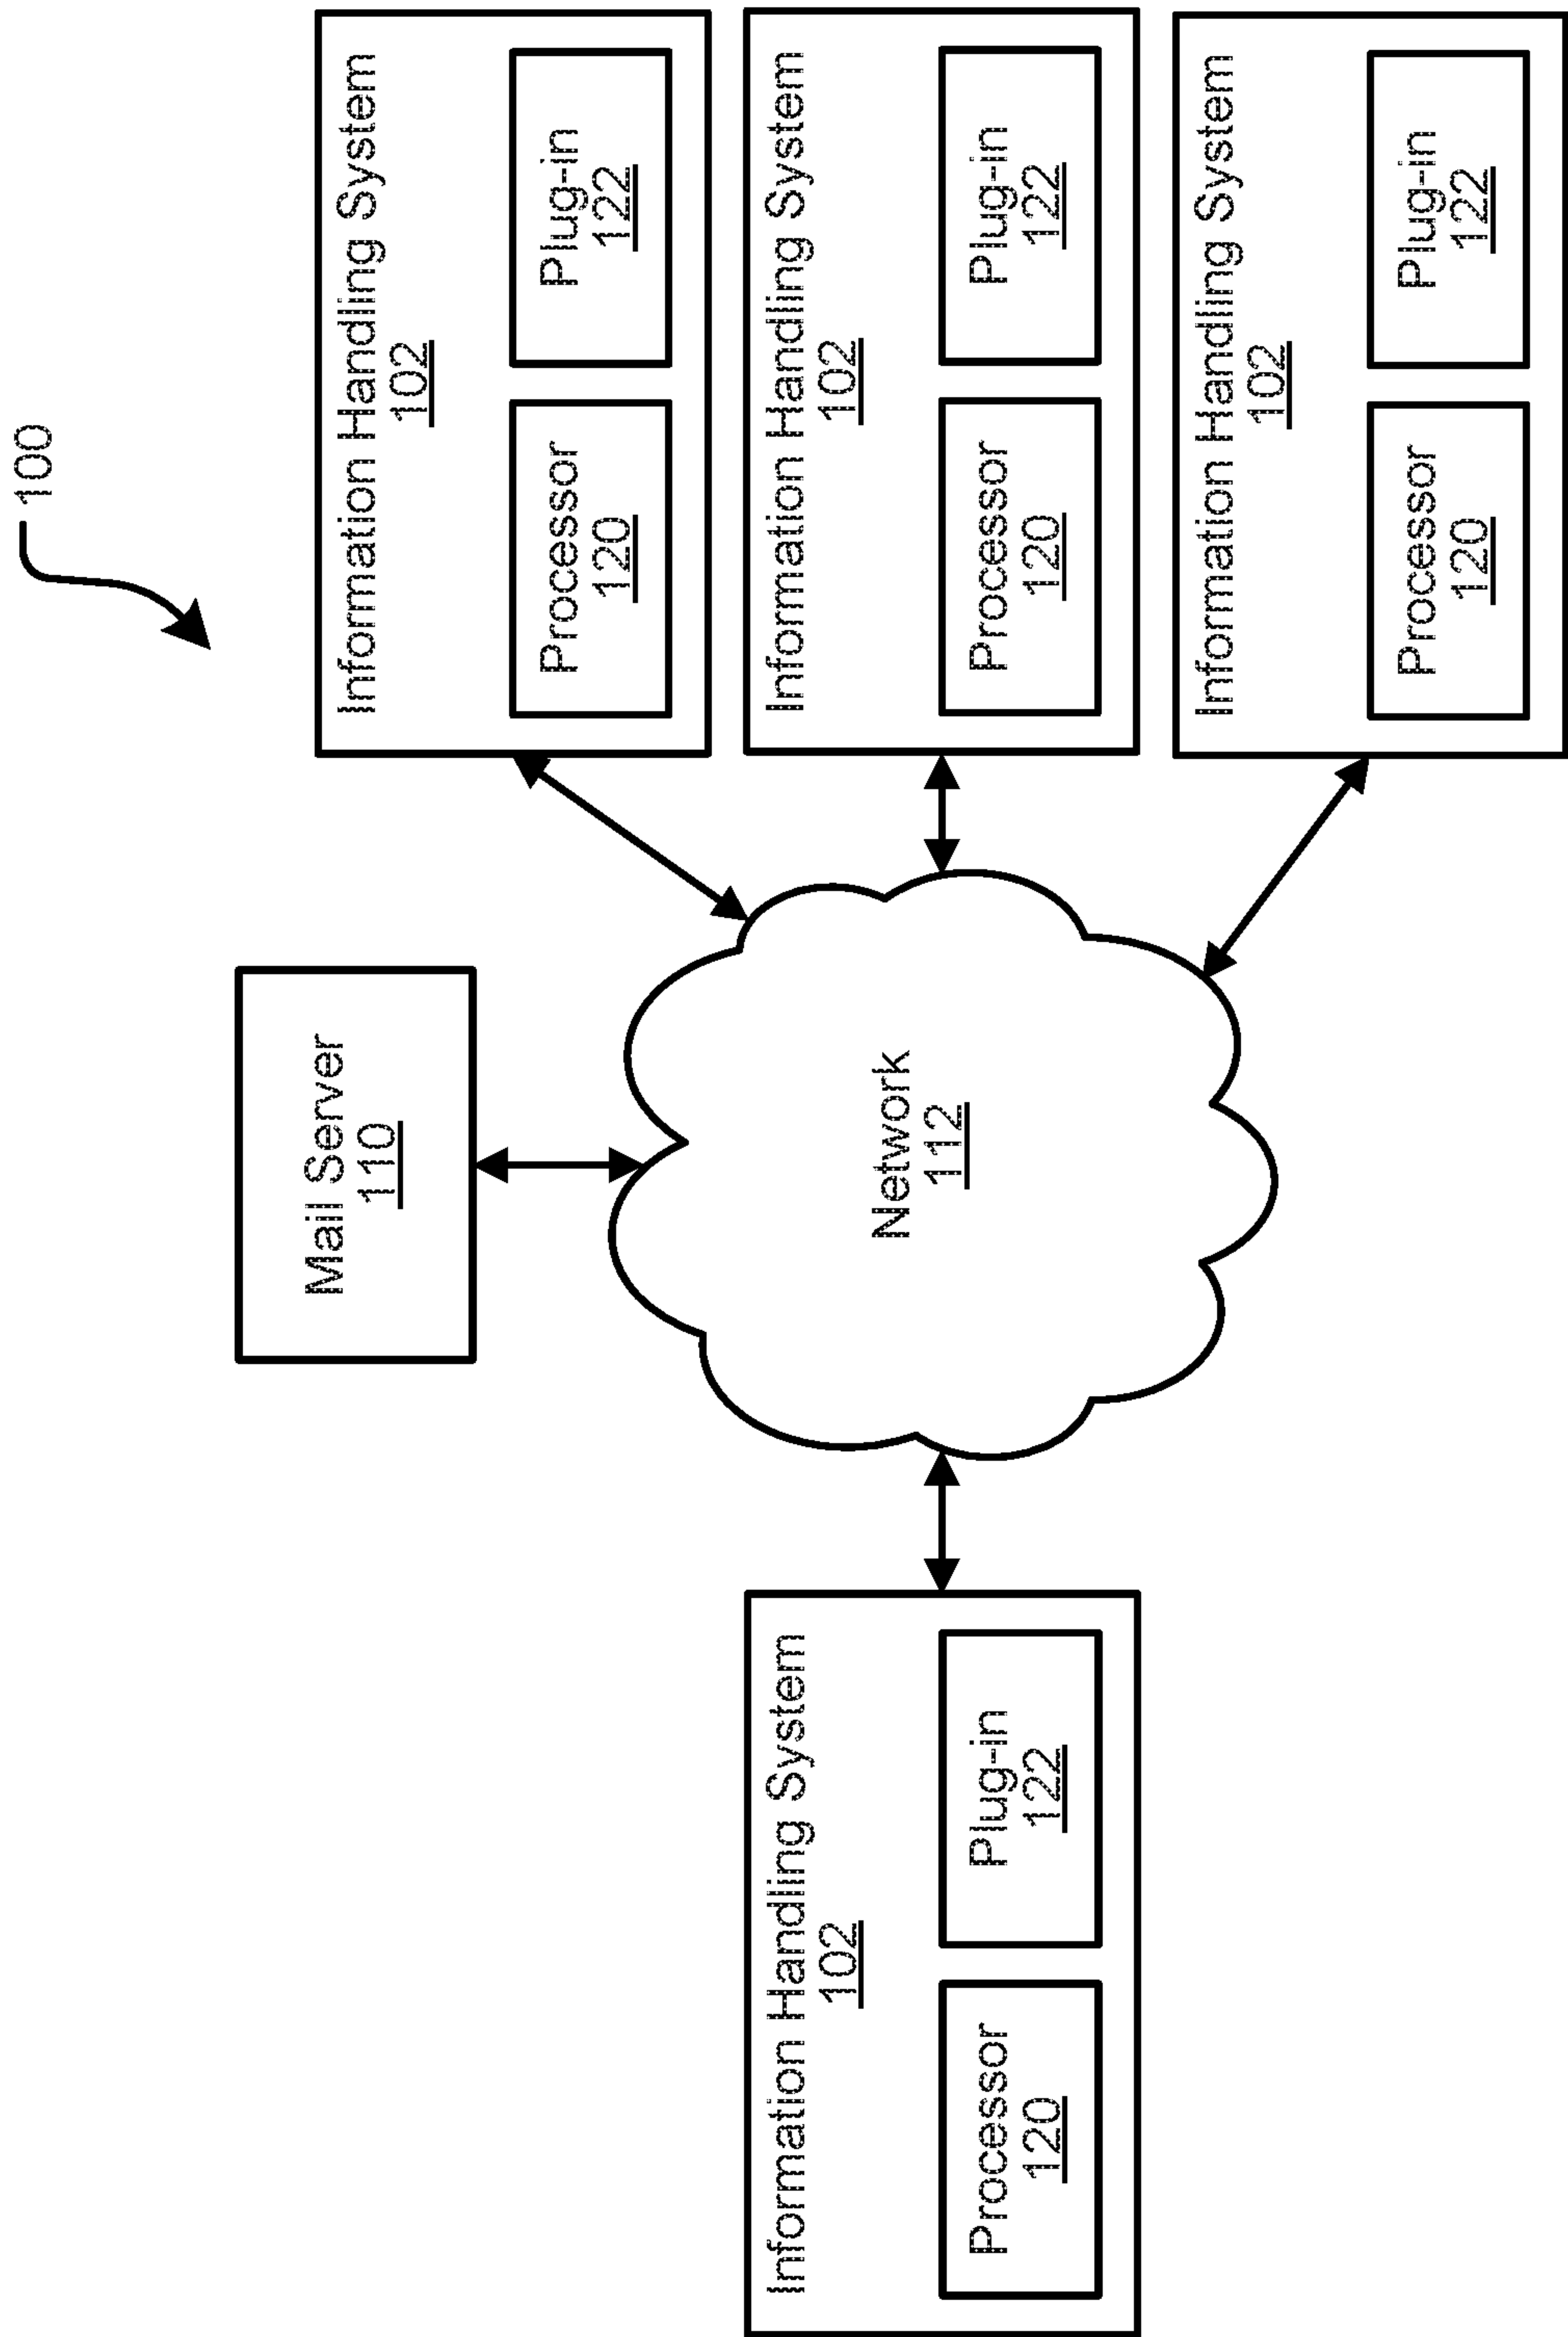 100
Mail Server
110
Information Handling System
102
Processor
120
Plug-in
122
Network
112
Information Handling System
102
Processor
120
Plug-in
122
Information Handling System
102
Processor
120
Plug-in
122
Information Handling System
102
Processor
120
Plug-in
122